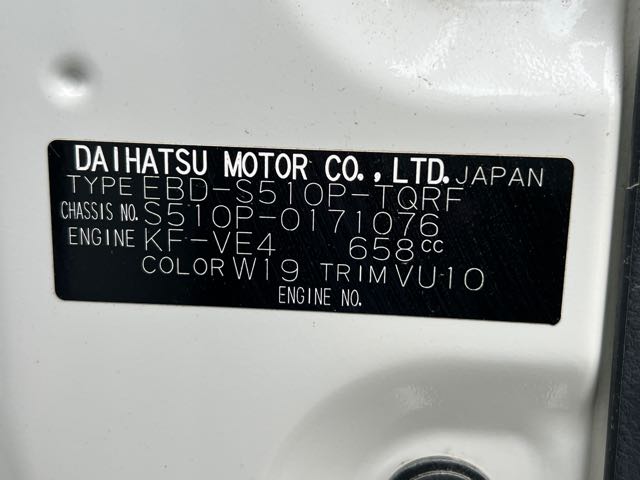 DAIHATSU MOTOR CO.,LTD. JAPAN
TYPE EBD-S510P-TQRF
CHASSIS NO. S510P-0171076
ENGINE KF-VE4 658cc
COLOR W19 TRIM VU10
ENGINE NO.